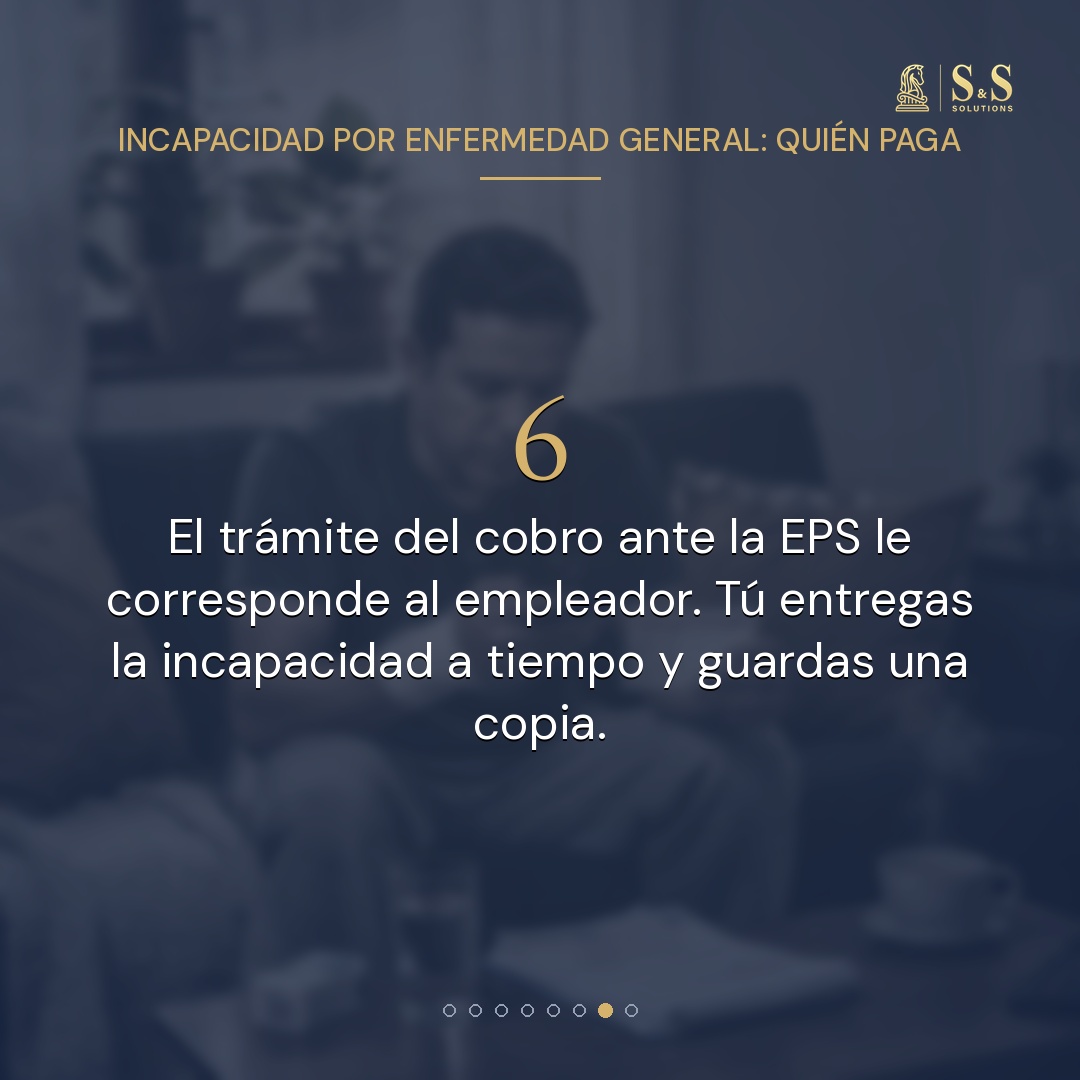 S&S
SOLUTIONS
INCAPACIDAD POR ENFERMEDAD GENERAL: QUIÉN PAGA
6
El trámite del cobro ante la EPS le
corresponde al empleador. Tú entregas
la incapacidad a tiempo y guardas una
copia.